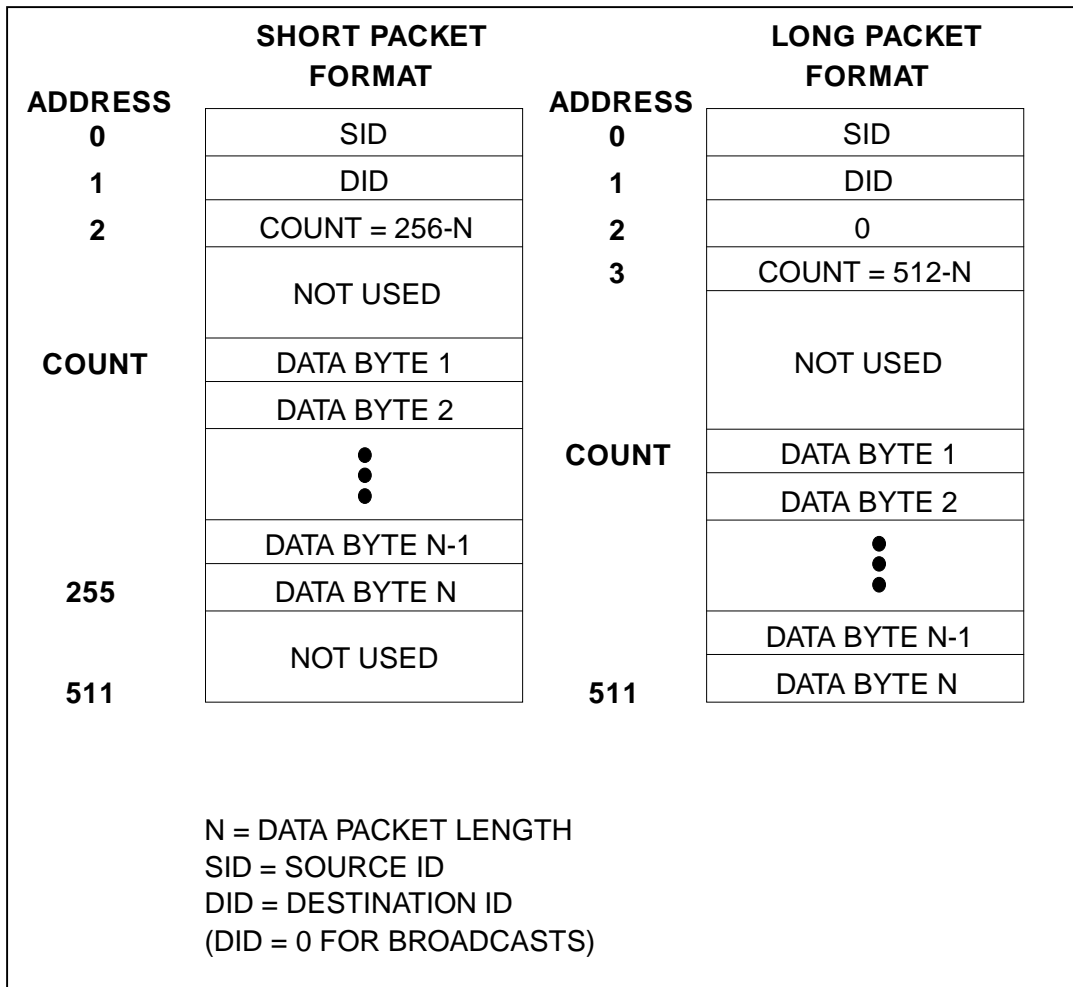 SHORT PACKET
FORMAT
ADDRESS
0 SID
1 DID
2 COUNT = 256-N
NOT USED
COUNT DATA BYTE 1
DATA BYTE 2
DATA BYTE N-1
255 DATA BYTE N
NOT USED
511
LONG PACKET
FORMAT
ADDRESS
0 SID
1 DID
2 0
3 COUNT = 512-N
NOT USED
COUNT DATA BYTE 1
DATA BYTE 2
DATA BYTE N-1
511 DATA BYTE N
N = DATA PACKET LENGTH
SID = SOURCE ID
DID = DESTINATION ID
(DID = 0 FOR BROADCASTS)